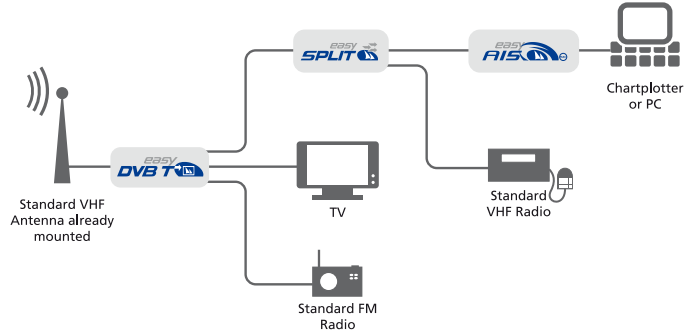 easy
SPLIT
easy
AIS
Chartplotter
or PC
easy
DVB T
Standard VHF
Antenna already
mounted
TV
Standard
VHF Radio
Standard FM
Radio